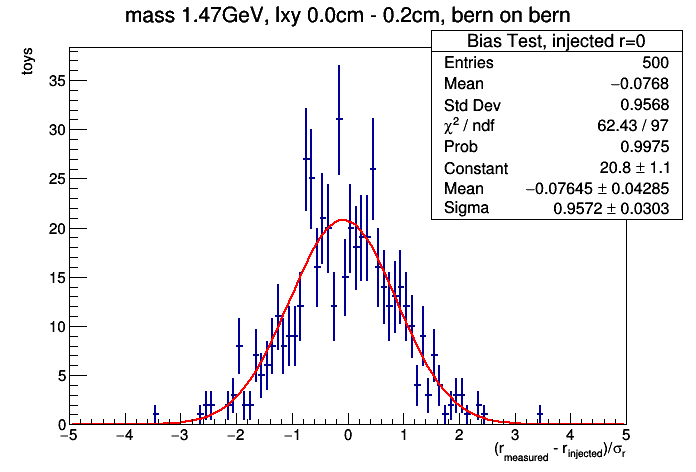 mass 1.47GeV, lxy 0.0cm - 0.2cm, bern on bern
Bias Test, injected r=0
Entries 500
Mean −0.0768
Std Dev 0.9568
χ² / ndf 62.43 / 97
Prob 0.9975
Constant 20.8 ± 1.1
Mean −0.07645 ± 0.04285
Sigma 0.9572 ± 0.0303
toys
35
30
25
20
15
10
5
0
−5 −4 −3 −2 −1 0 1 2 3 4 5
(r_measured - r_injected)/σ_r